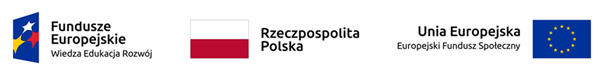 Fundusze
Europejskie
Wiedza Edukacja Rozwój
Rzeczpospolita
Polska
Unia Europejska
Europejski Fundusz Społeczny